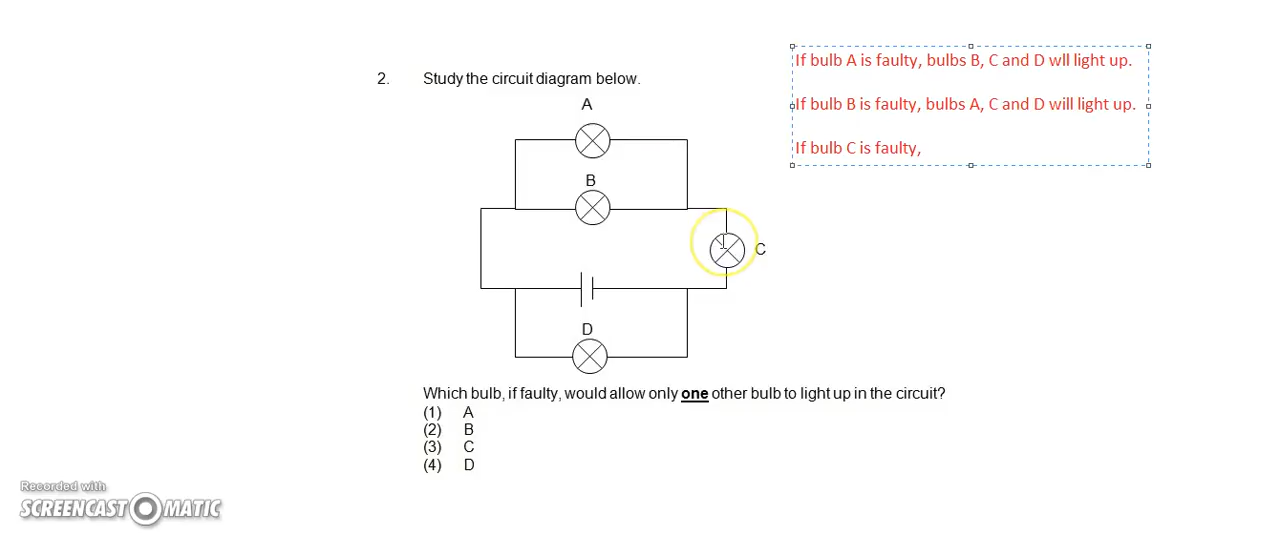 If bulb A is faulty, bulbs B, C and D wll light up.
2. Study the circuit diagram below.
A
If bulb B is faulty, bulbs A, C and D will light up.
If bulb C is faulty,
B
C
D
Which bulb, if faulty, would allow only one other bulb to light up in the circuit?
(1) A
(2) B
(3) C
(4) D
Recorded with
SCREENCAST MATIC